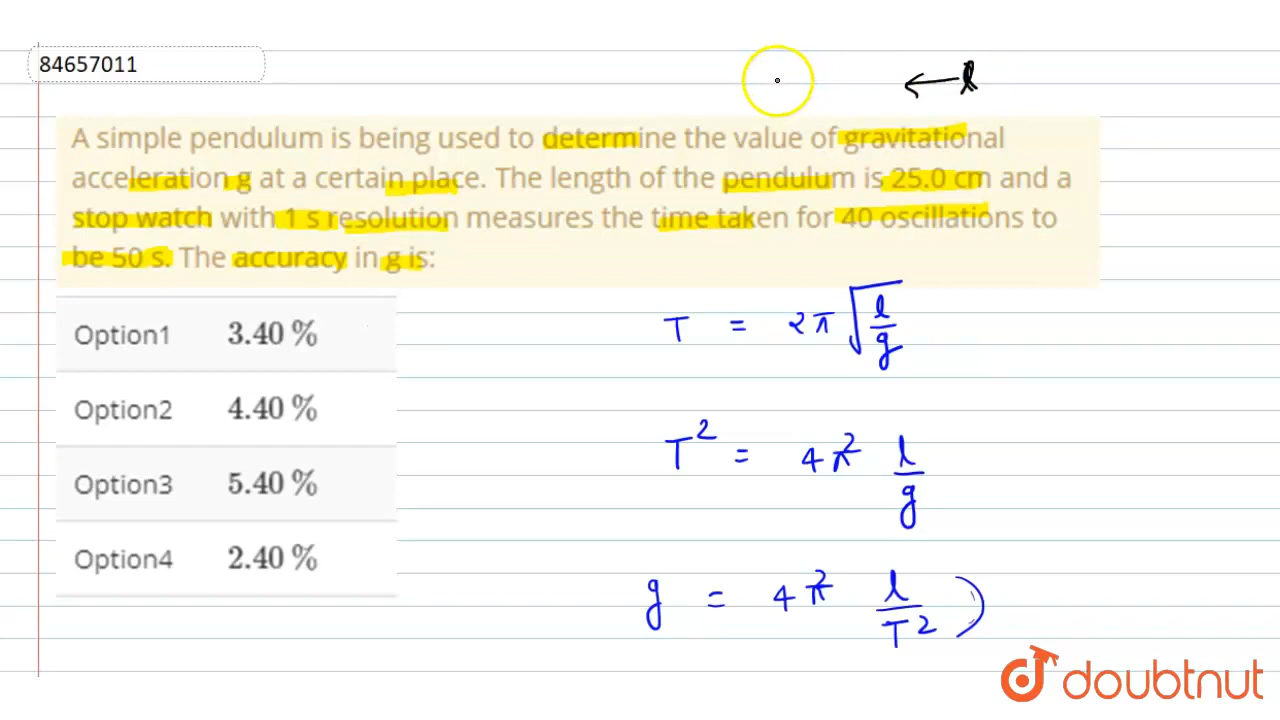 84657011
← l
A simple pendulum is being used to determine the value of gravitational
acceleration g at a certain place. The length of the pendulum is 25.0 cm and a
stop watch with 1 s resolution measures the time taken for 40 oscillations to
be 50 s. The accuracy in g is:
Option1 3.40 %
Option2 4.40 %
Option3 5.40 %
Option4 2.40 %
T = 2π √(l/g)
T² = 4π² l/g
g = 4π² l/T² )
doubtnut